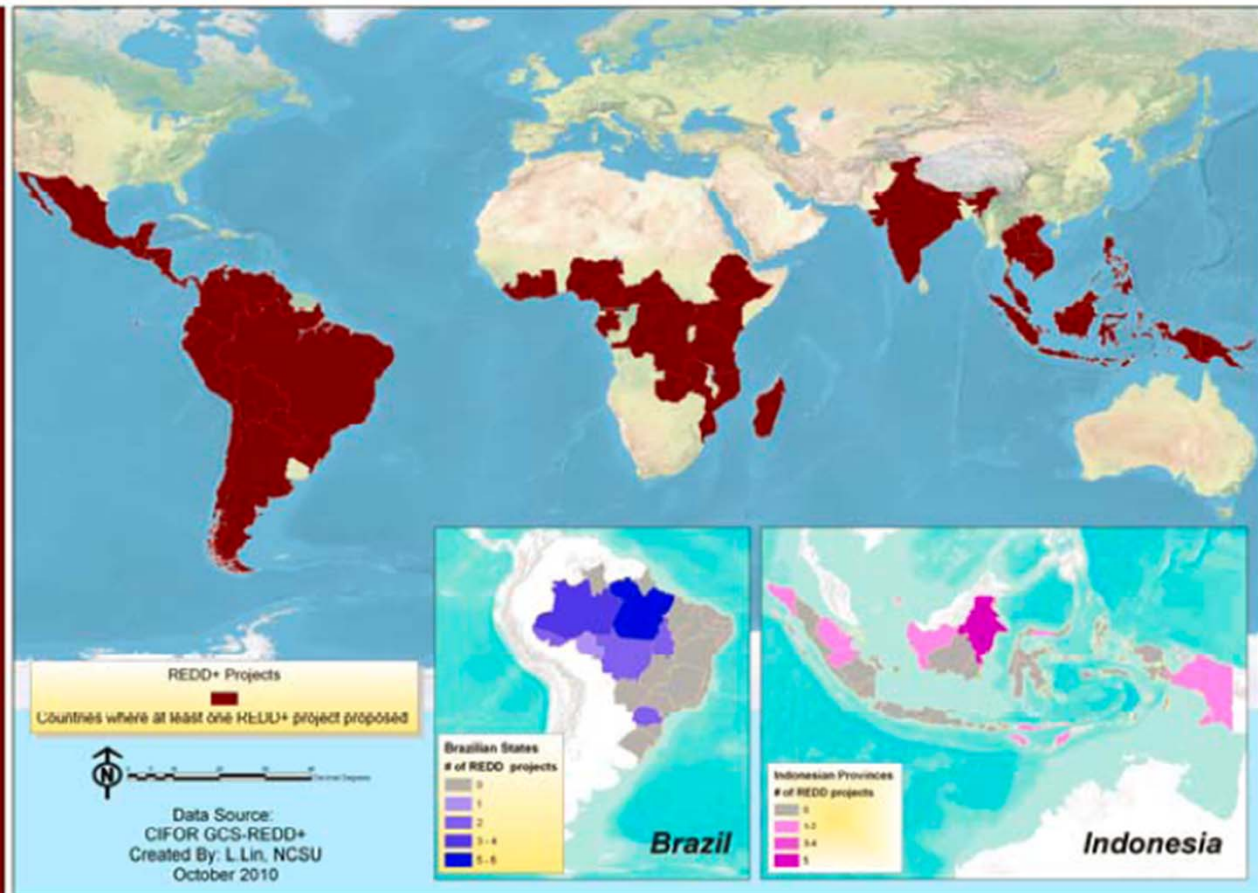 REDD+ Projects
Countries where at least one REDD+ project proposed
N
Decimal Degrees
Data Source:
CIFOR GCS-REDD+
Created By: L.Lin, NCSU
October 2010
Brazilian States
# of REDD projects
0
1
2
3 - 4
5 - 6
Brazil
Indonesian Provinces
# of REDD projects
0
1-2
3-4
5
Indonesia